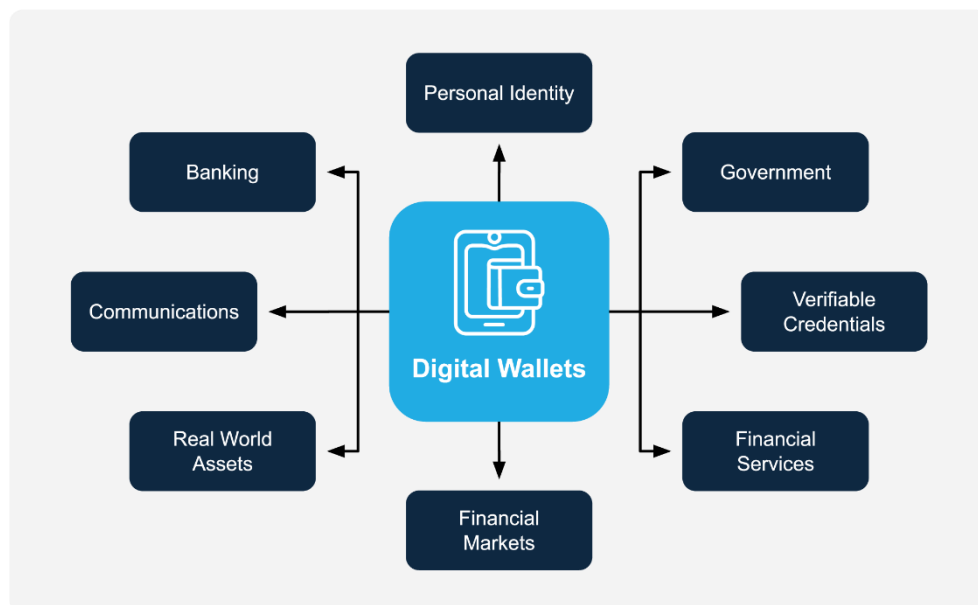 Personal Identity
Banking
Government
Communications
Digital Wallets
Verifiable
Credentials
Real World
Assets
Financial
Services
Financial
Markets